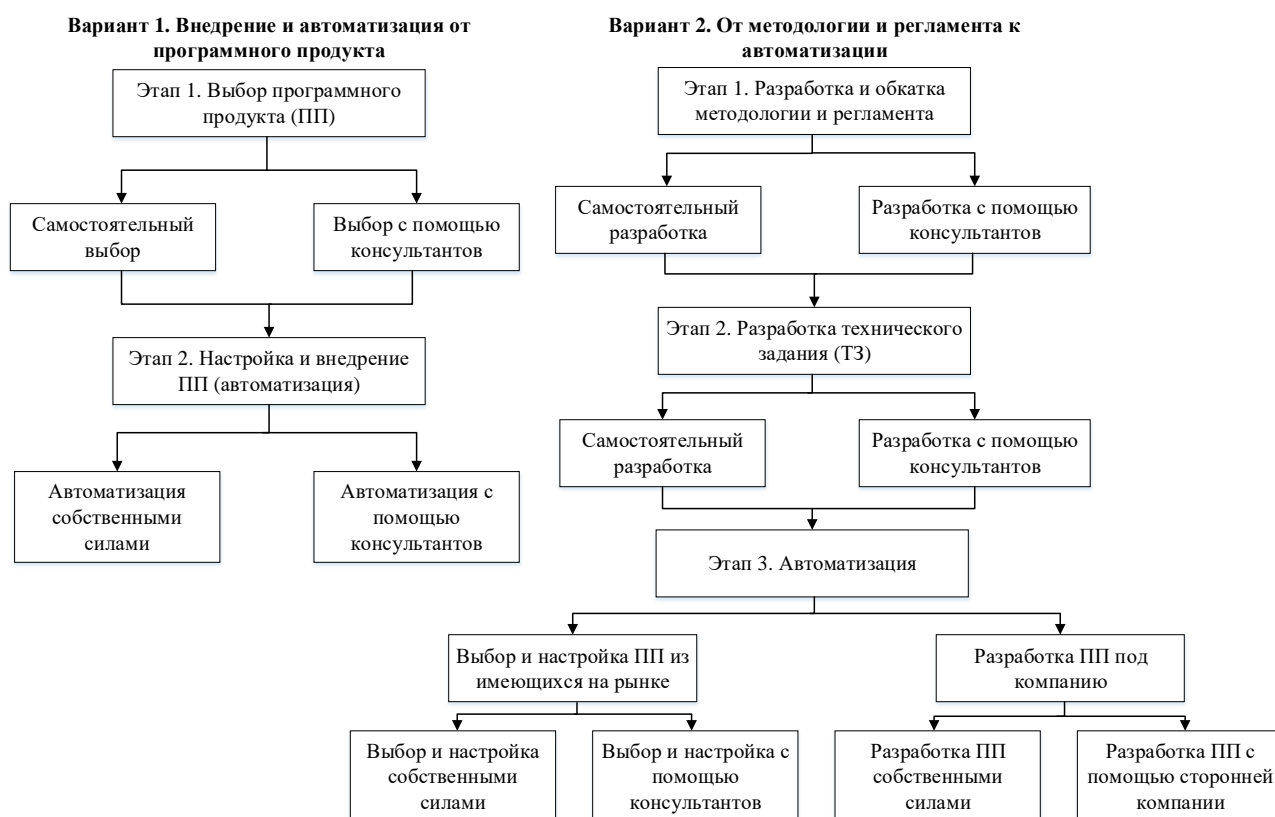 Вариант 1. Внедрение и автоматизация от
программного продукта
Этап 1. Выбор программного
продукта (ПП)
Самостоятельный
выбор
Выбор с помощью
консультантов
Этап 2. Настройка и внедрение
ПП (автоматизация)
Автоматизация
собственными
силами
Автоматизация с
помощью
консультантов
Вариант 2. От методологии и регламента к
автоматизации
Этап 1. Разработка и обкатка
методологии и регламента
Самостоятельный
разработка
Разработка с помощью
консультантов
Этап 2. Разработка технического
задания (ТЗ)
Самостоятельный
разработка
Разработка с помощью
консультантов
Этап 3. Автоматизация
Выбор и настройка ПП из
имеющихся на рынке
Разработка ПП под
компанию
Выбор и настройка
собственными
силами
Выбор и настройка с
помощью
консультантов
Разработка ПП
собственными
силами
Разработка ПП с
помощью сторонней
компании